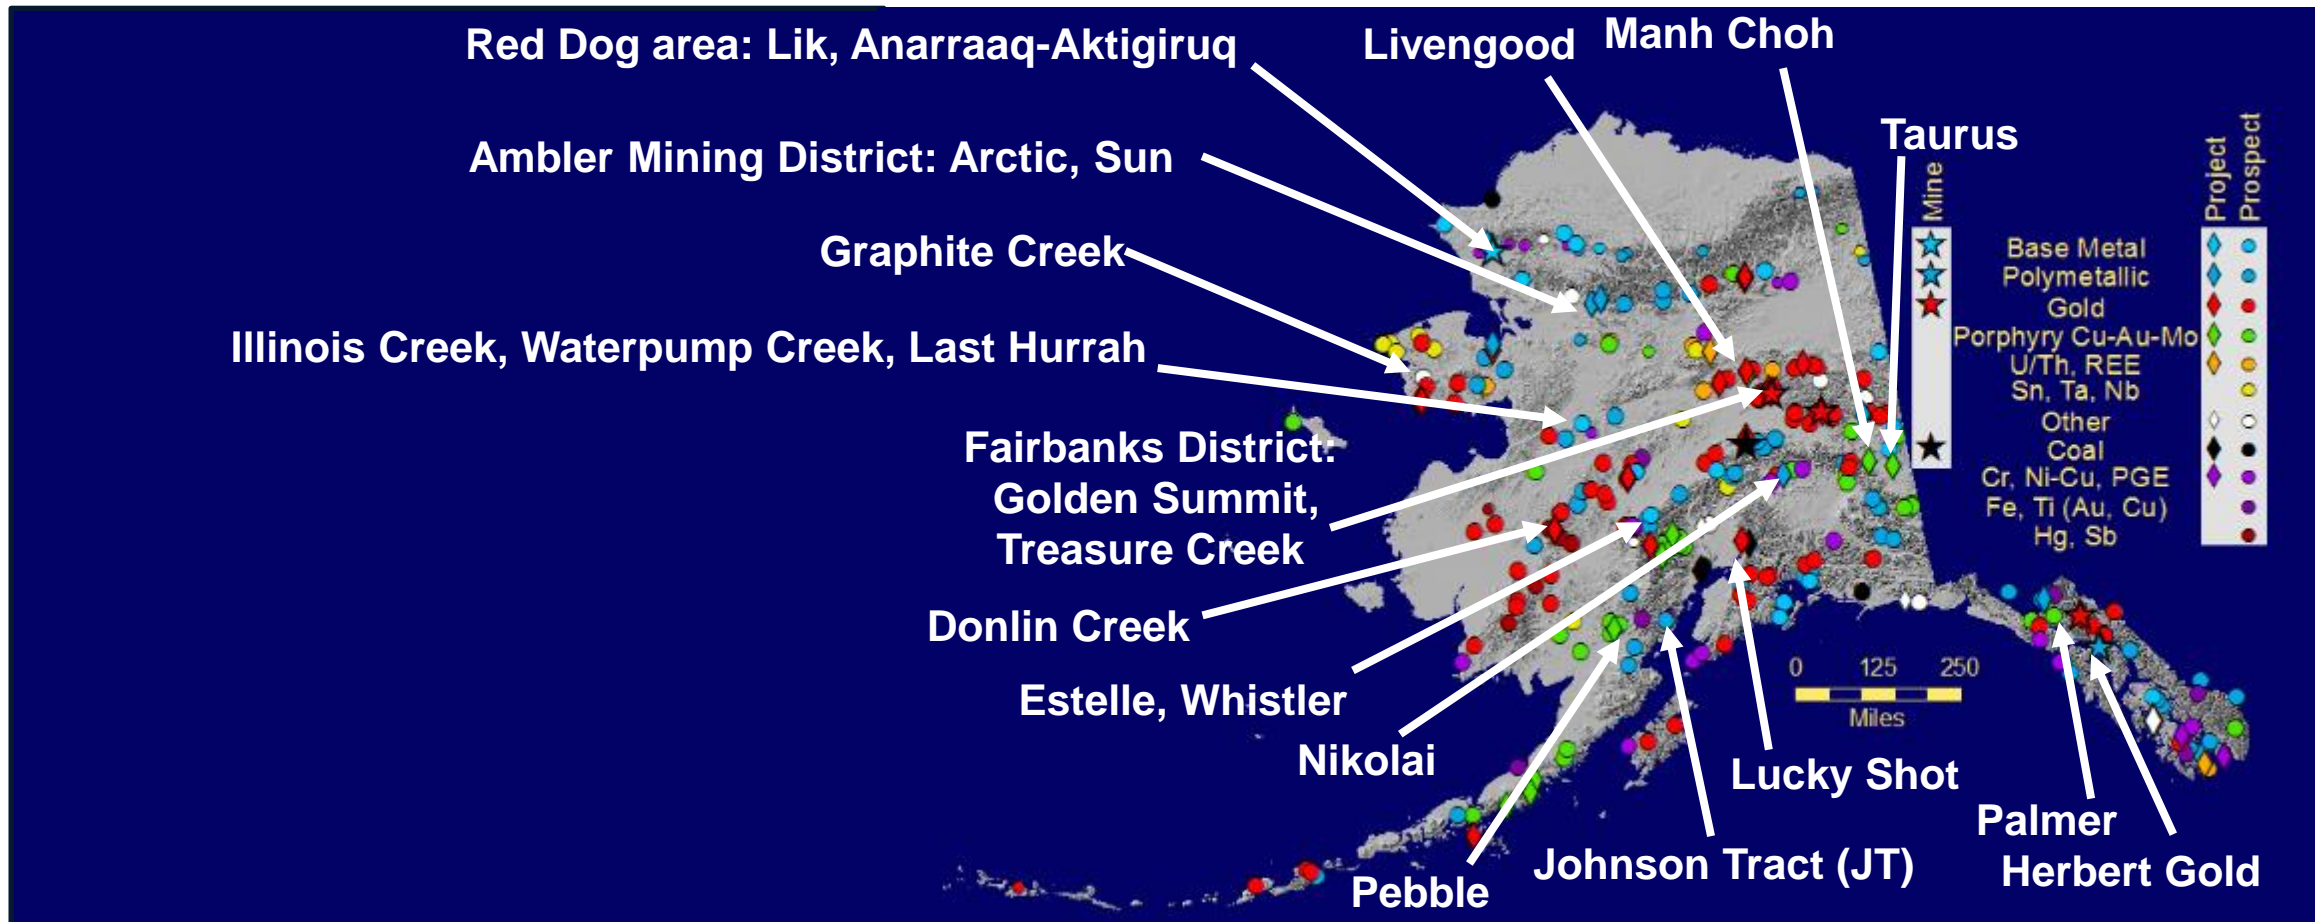 Red Dog area: Lik, Anarraaq-Aktigiruq
Livengood
Manh Choh
Taurus
Ambler Mining District: Arctic, Sun
Graphite Creek
Illinois Creek, Waterpump Creek, Last Hurrah
Fairbanks District:
Golden Summit,
Treasure Creek
Donlin Creek
Estelle, Whistler
Nikolai
Pebble
Johnson Tract (JT)
Lucky Shot
Palmer
Herbert Gold
Mine
Project
Prospect
Base Metal
Polymetallic
Gold
Porphyry Cu-Au-Mo
U/Th, REE
Sn, Ta, Nb
Other
Coal
Cr, Ni-Cu, PGE
Fe, Ti (Au, Cu)
Hg, Sb
0 125 250
Miles